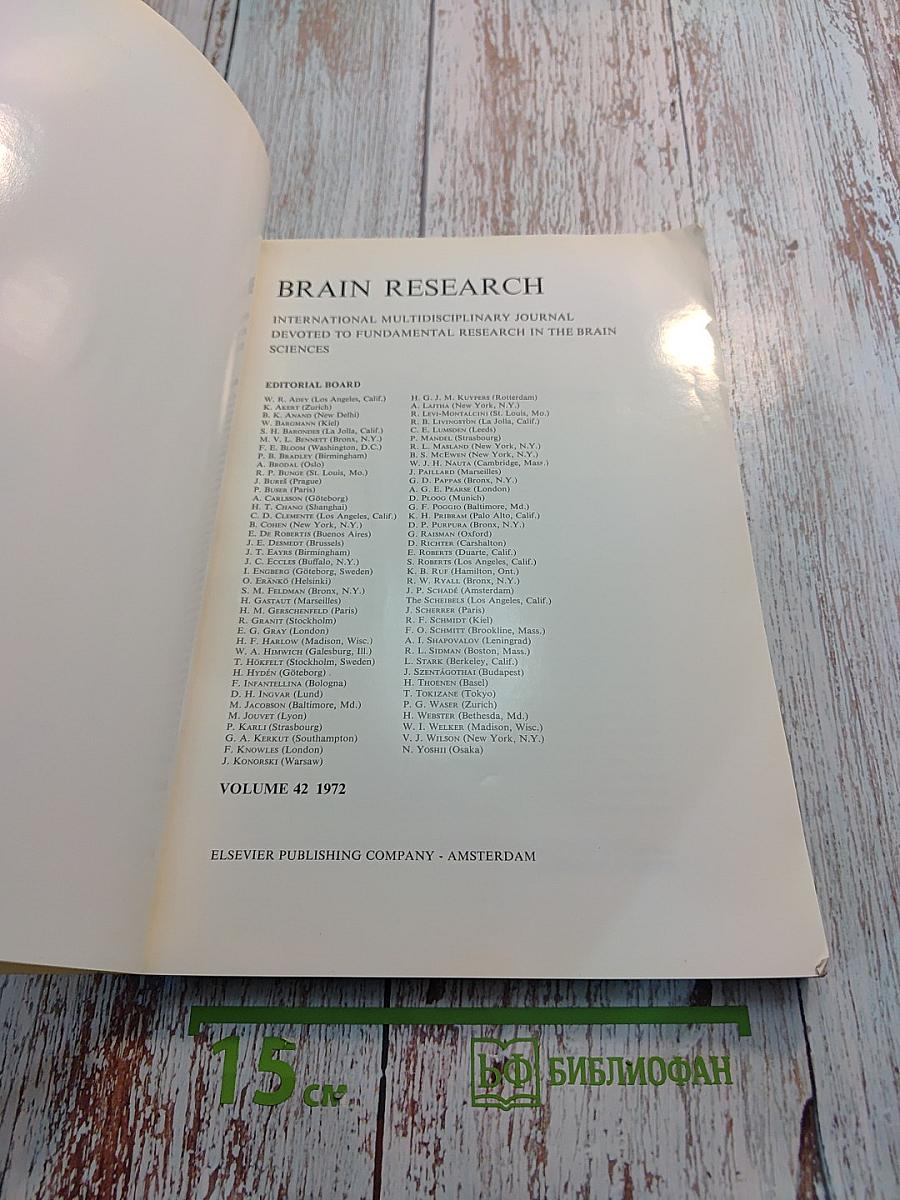 BRAIN RESEARCH
INTERNATIONAL MULTIDISCIPLINARY JOURNAL
DEVOTED TO FUNDAMENTAL RESEARCH IN THE BRAIN
SCIENCES
EDITORIAL BOARD
W. R. ADEY (Los Angeles, Calif.)
K. AKERT (Zurich)
B. K. ANAND (New Delhi)
W. BARGMANN (Kiel)
S. H. BARONDES (La Jolla, Calif.)
M. V. L. BENNETT (Bronx, N.Y.)
F. E. BLOOM (Washington, D.C.)
P. B. BRADLEY (Birmingham)
A. BRODAL (Oslo)
R. P. BUNGE (St. Louis, Mo.)
J. BUREŠ (Prague)
P. BUSER (Paris)
A. CARLSSON (Göteborg)
H. T. CHANG (Shanghai)
C. D. CLEMENTE (Los Angeles, Calif.)
B. COHEN (New York, N.Y.)
E. DE ROBERTIS (Buenos Aires)
J. E. DESMEDT (Brussels)
J. T. EAYRS (Birmingham)
J. C. ECCLES (Buffalo, N.Y.)
I. ENGBERG (Göteborg, Sweden)
O. ERÄNKÖ (Helsinki)
S. M. FELDMAN (Bronx, N.Y.)
H. GASTAUT (Marseilles)
H. M. GERSCHENFELD (Paris)
R. GRANIT (Stockholm)
E. G. GRAY (London)
H. F. HARLOW (Madison, Wisc.)
W. A. HIMWICH (Galesburg, Ill.)
T. HÖKFELT (Stockholm, Sweden)
H. HYDÉN (Göteborg)
F. INFANTELLINA (Bologna)
D. H. INGVAR (Lund)
M. JACOBSON (Baltimore, Md.)
M. JOUVET (Lyon)
P. KARLI (Strasbourg)
G. A. KERKUT (Southampton)
F. KNOWLES (London)
J. KONORSKI (Warsaw)
H. G. J. M. KUYPERS (Rotterdam)
A. LAJTHA (New York, N.Y.)
R. LEVI-MONTALCINI (St. Louis, Mo.)
R. B. LIVINGSTON (La Jolla, Calif.)
C. E. LUMSDEN (Leeds)
P. MANDEL (Strasbourg)
R. L. MASLAND (New York, N.Y.)
B. S. MCEWEN (New York, N.Y.)
W. J. H. NAUTA (Cambridge, Mass.)
J. PAILLARD (Marseilles)
G. D. PAPPAS (Bronx, N.Y.)
A. G. E. PEARSE (London)
D. PLOOG (Munich)
G. F. POGGIO (Baltimore, Md.)
K. H. PRIBRAM (Palo Alto, Calif.)
D. P. PURPURA (Bronx, N.Y.)
G. RAISMAN (Oxford)
D. RICHTER (Carshalton)
E. ROBERTS (Duarte, Calif.)
S. ROBERTS (Los Angeles, Calif.)
K. B. RUF (Hamilton, Ont.)
R. W. RYALL (Bronx, N.Y.)
J. P. SCHADÉ (Amsterdam)
The SCHEIBELS (Los Angeles, Calif.)
J. SCHERRER (Paris)
R. F. SCHMIDT (Kiel)
F. O. SCHMITT (Brookline, Mass.)
A. I. SHAPOVALOV (Leningrad)
R. L. SIDMAN (Boston, Mass.)
L. STARK (Berkeley, Calif.)
J. SZENTÁGOTHAI (Budapest)
H. THOENEN (Basel)
T. TOKIZANE (Tokyo)
P. G. WASER (Zurich)
H. WEBSTER (Bethesda, Md.)
W. I. WELKER (Madison, Wisc.)
V. J. WILSON (New York, N.Y.)
N. YOSHII (Osaka)
VOLUME 42 1972
ELSEVIER PUBLISHING COMPANY - AMSTERDAM
15 см
БФ БИБЛИОФАН